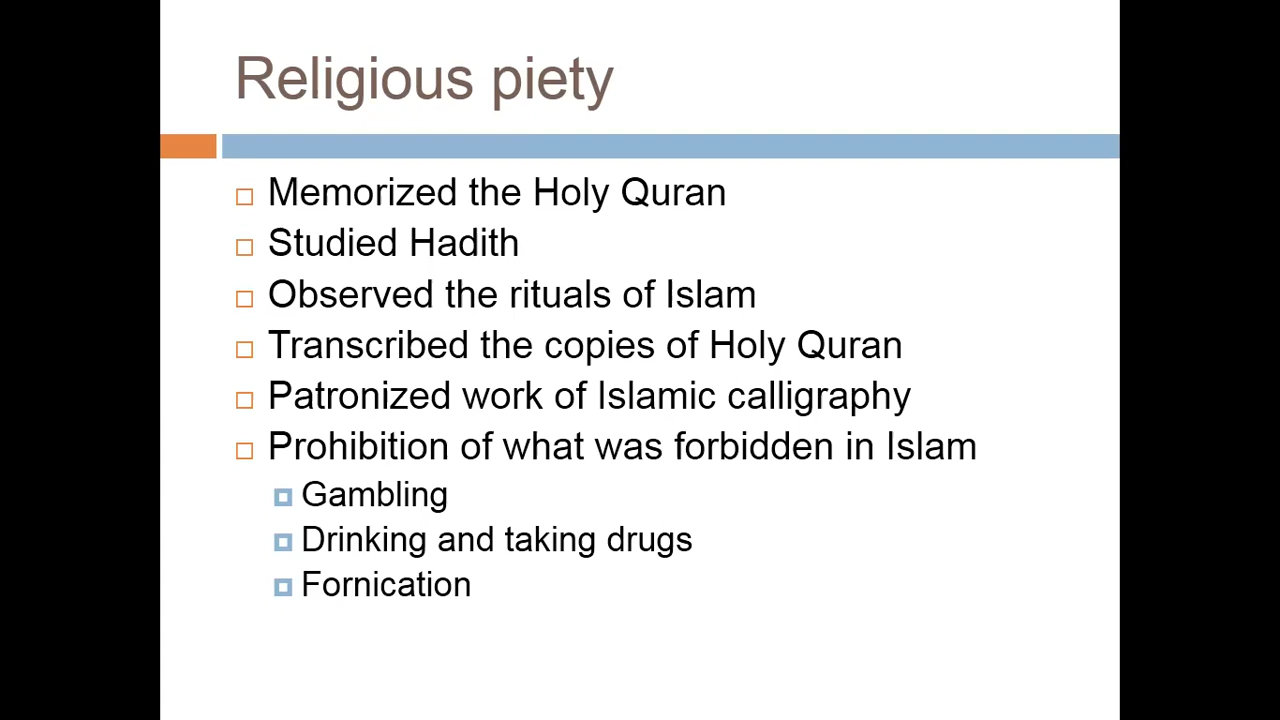 Religious piety
Memorized the Holy Quran
Studied Hadith
Observed the rituals of Islam
Transcribed the copies of Holy Quran
Patronized work of Islamic calligraphy
Prohibition of what was forbidden in Islam
Gambling
Drinking and taking drugs
Fornication